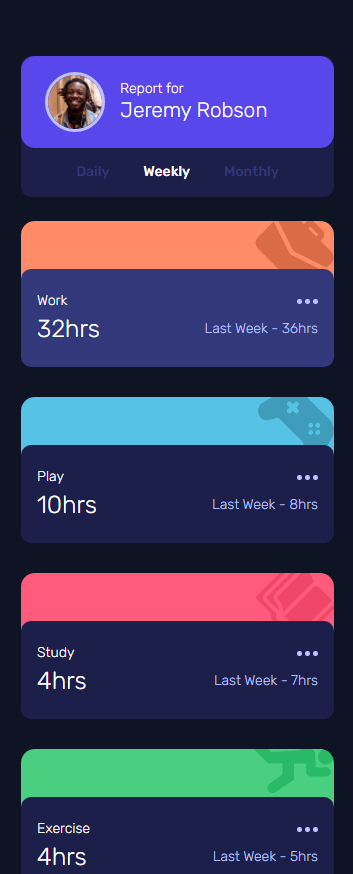 Report for
Jeremy Robson
Daily Weekly Monthly
Work
32hrs Last Week - 36hrs
Play
10hrs Last Week - 8hrs
Study
4hrs Last Week - 7hrs
Exercise
4hrs Last Week - 5hrs